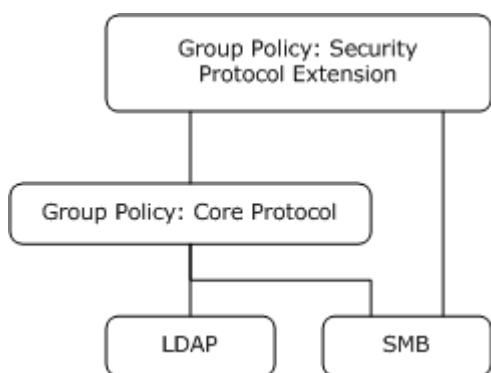 Group Policy: Security
Protocol Extension
Group Policy: Core Protocol
LDAP
SMB